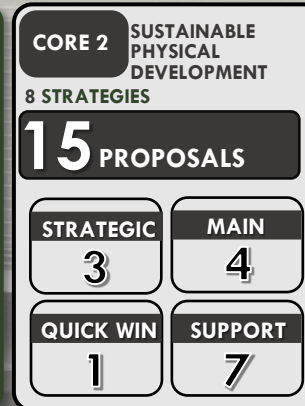 CORE 2
SUSTAINABLE
PHYSICAL
DEVELOPMENT
8 STRATEGIES
15 PROPOSALS
STRATEGIC
3
MAIN
4
QUICK WIN
1
SUPPORT
7